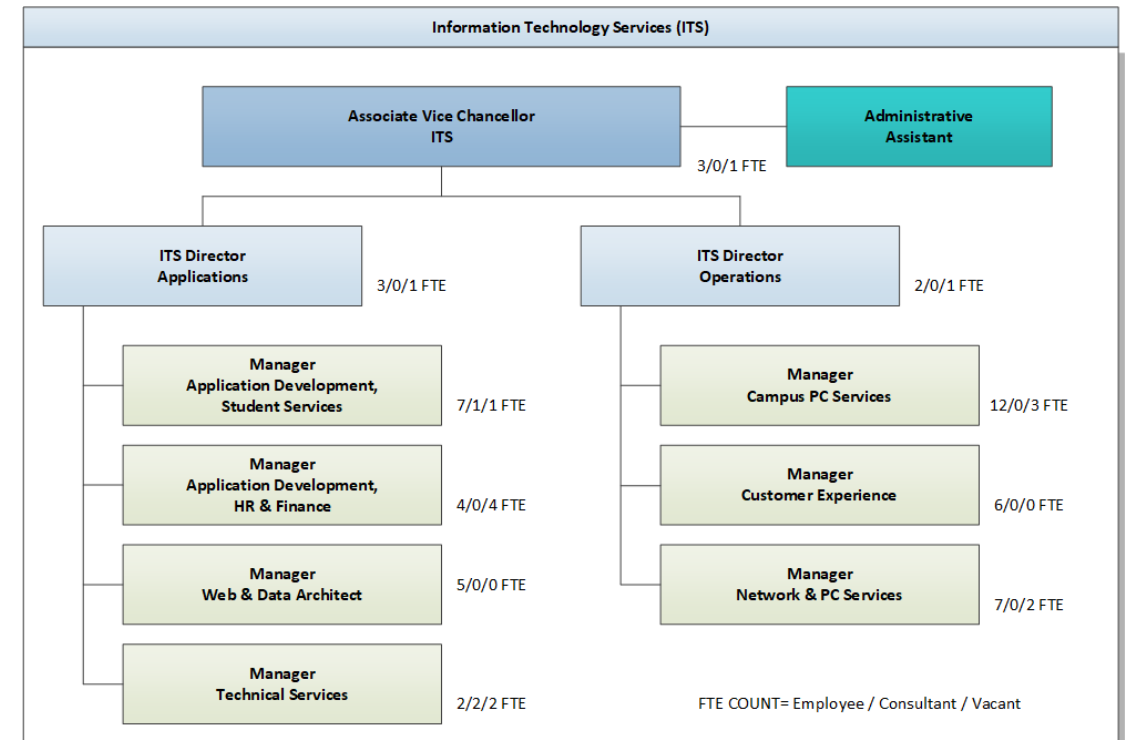 Information Technology Services (ITS)
Associate Vice Chancellor
ITS
3/0/1 FTE
Administrative
Assistant
ITS Director
Applications
3/0/1 FTE
Manager
Application Development,
Student Services
7/1/1 FTE
Manager
Application Development,
HR & Finance
4/0/4 FTE
Manager
Web & Data Architect
5/0/0 FTE
Manager
Technical Services
2/2/2 FTE
ITS Director
Operations
2/0/1 FTE
Manager
Campus PC Services
12/0/3 FTE
Manager
Customer Experience
6/0/0 FTE
Manager
Network & PC Services
7/0/2 FTE
FTE COUNT= Employee / Consultant / Vacant